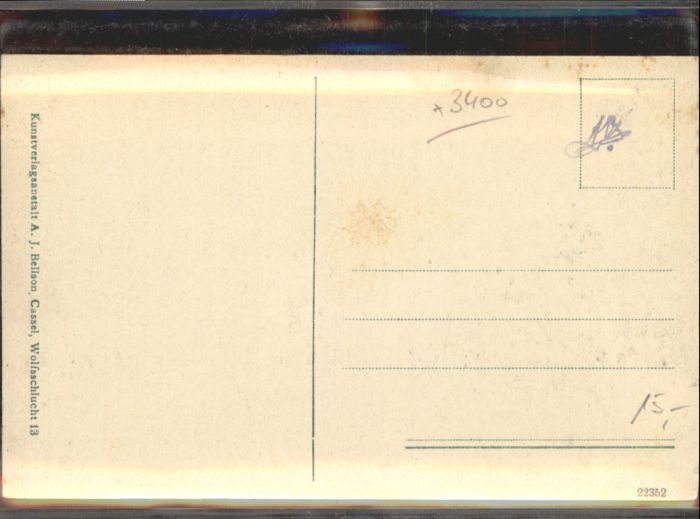 Kunstverlagsanstalt A. J. Bellson, Cassel, Wolfsschlucht 13
*3400
15,-
22352